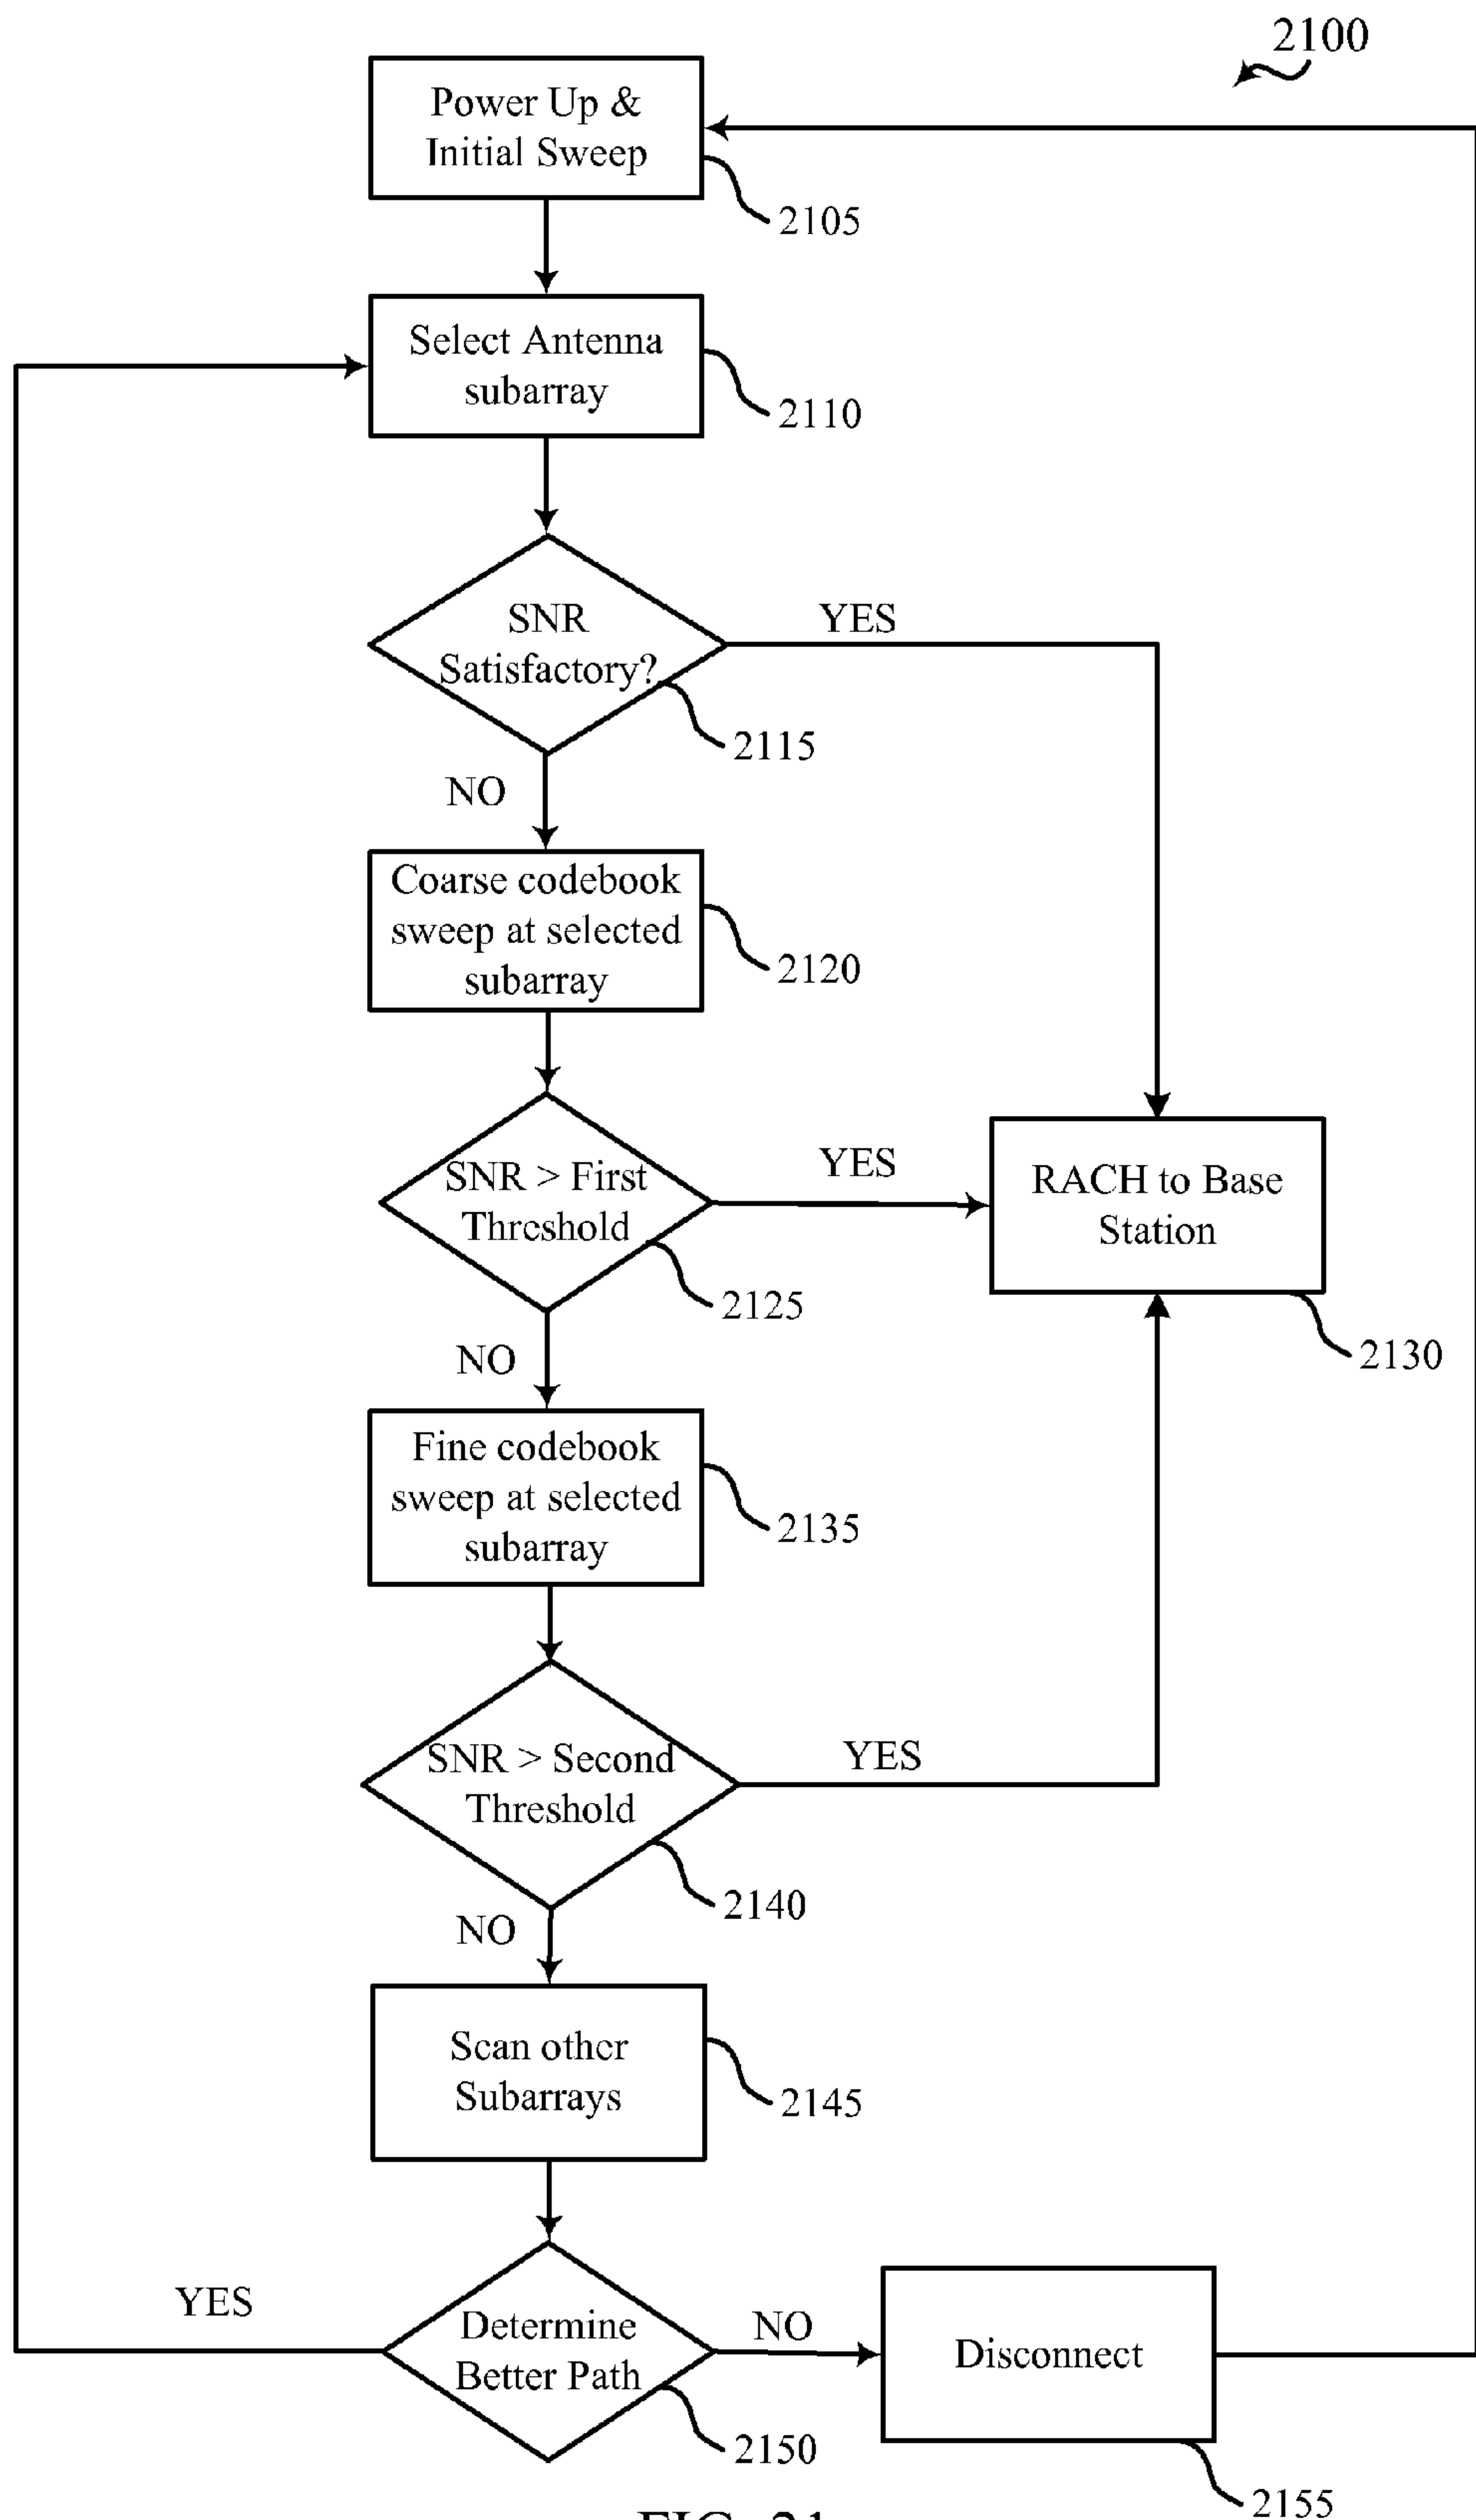 2100
Power Up &
Initial Sweep
2105
Select Antenna
subarray
2110
SNR
Satisfactory?
YES
2115
NO
Coarse codebook
sweep at selected
subarray
2120
SNR > First
Threshold
YES
2125
RACH to Base
Station
2130
NO
Fine codebook
sweep at selected
subarray
2135
SNR > Second
Threshold
YES
2140
NO
Scan other
Subarrays
2145
YES
Determine
Better Path
NO
2150
Disconnect
2155
FIG. 21